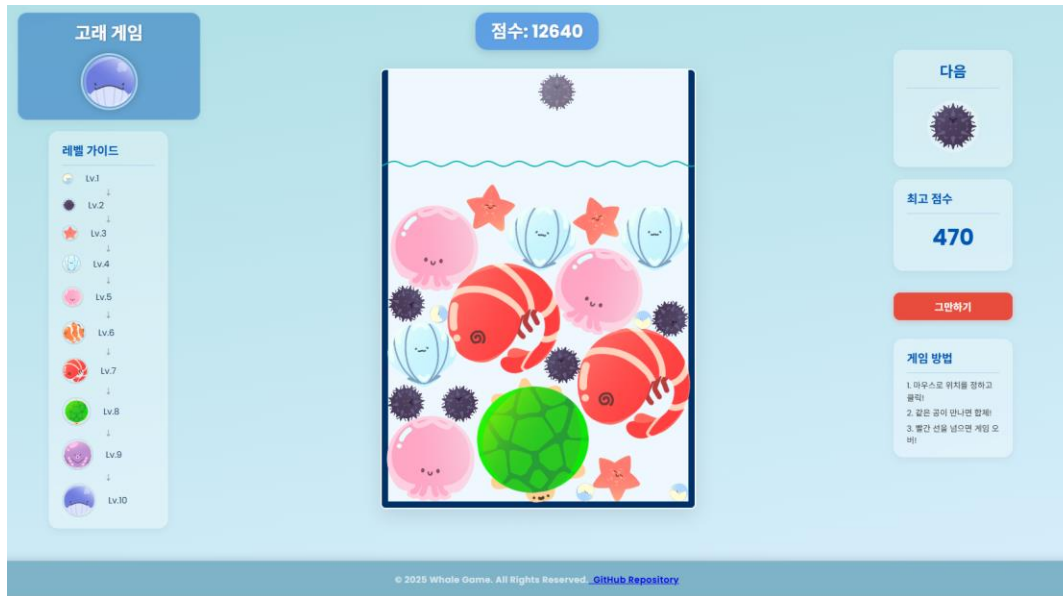 고래 게임
레벨 가이드
Lv.1
↓
Lv.2
↓
Lv.3
↓
Lv.4
↓
Lv.5
↓
Lv.6
↓
Lv.7
↓
Lv.8
↓
Lv.9
↓
Lv.10
점수: 12640
다음
최고 점수
470
그만하기
게임 방법
1. 마우스로 위치를 정하고
클릭!
2. 같은 공이 만나면 합체!
3. 빨간 선을 넘으면 게임 오
버!
© 2025 Whale Game. All Rights Reserved. GitHub Repository